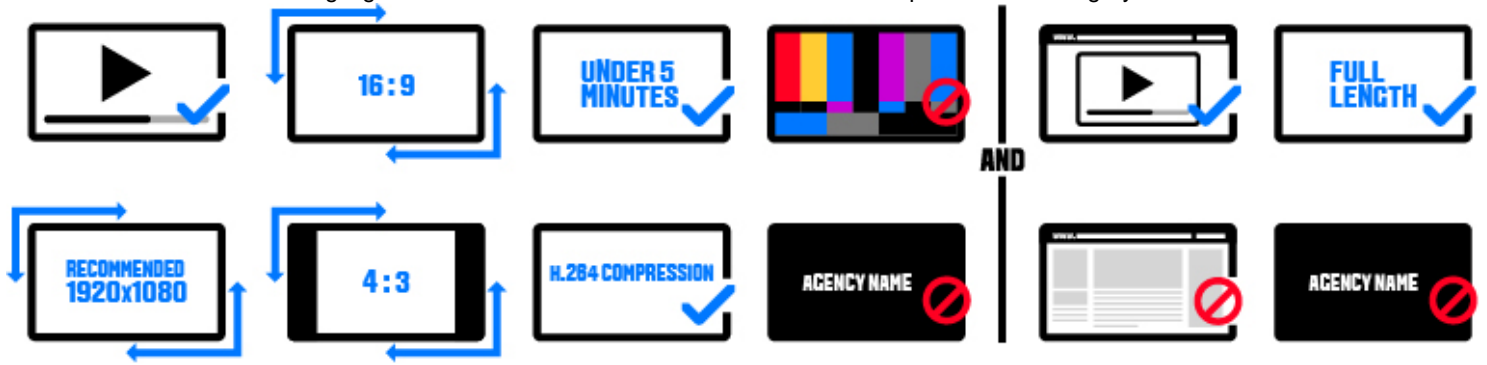 16:9
UNDER 5
MINUTES
AND
FULL
LENGTH
RECOMMENDED
1920x1080
4:3
H.264 COMPRESSION
AGENCY NAME
AGENCY NAME